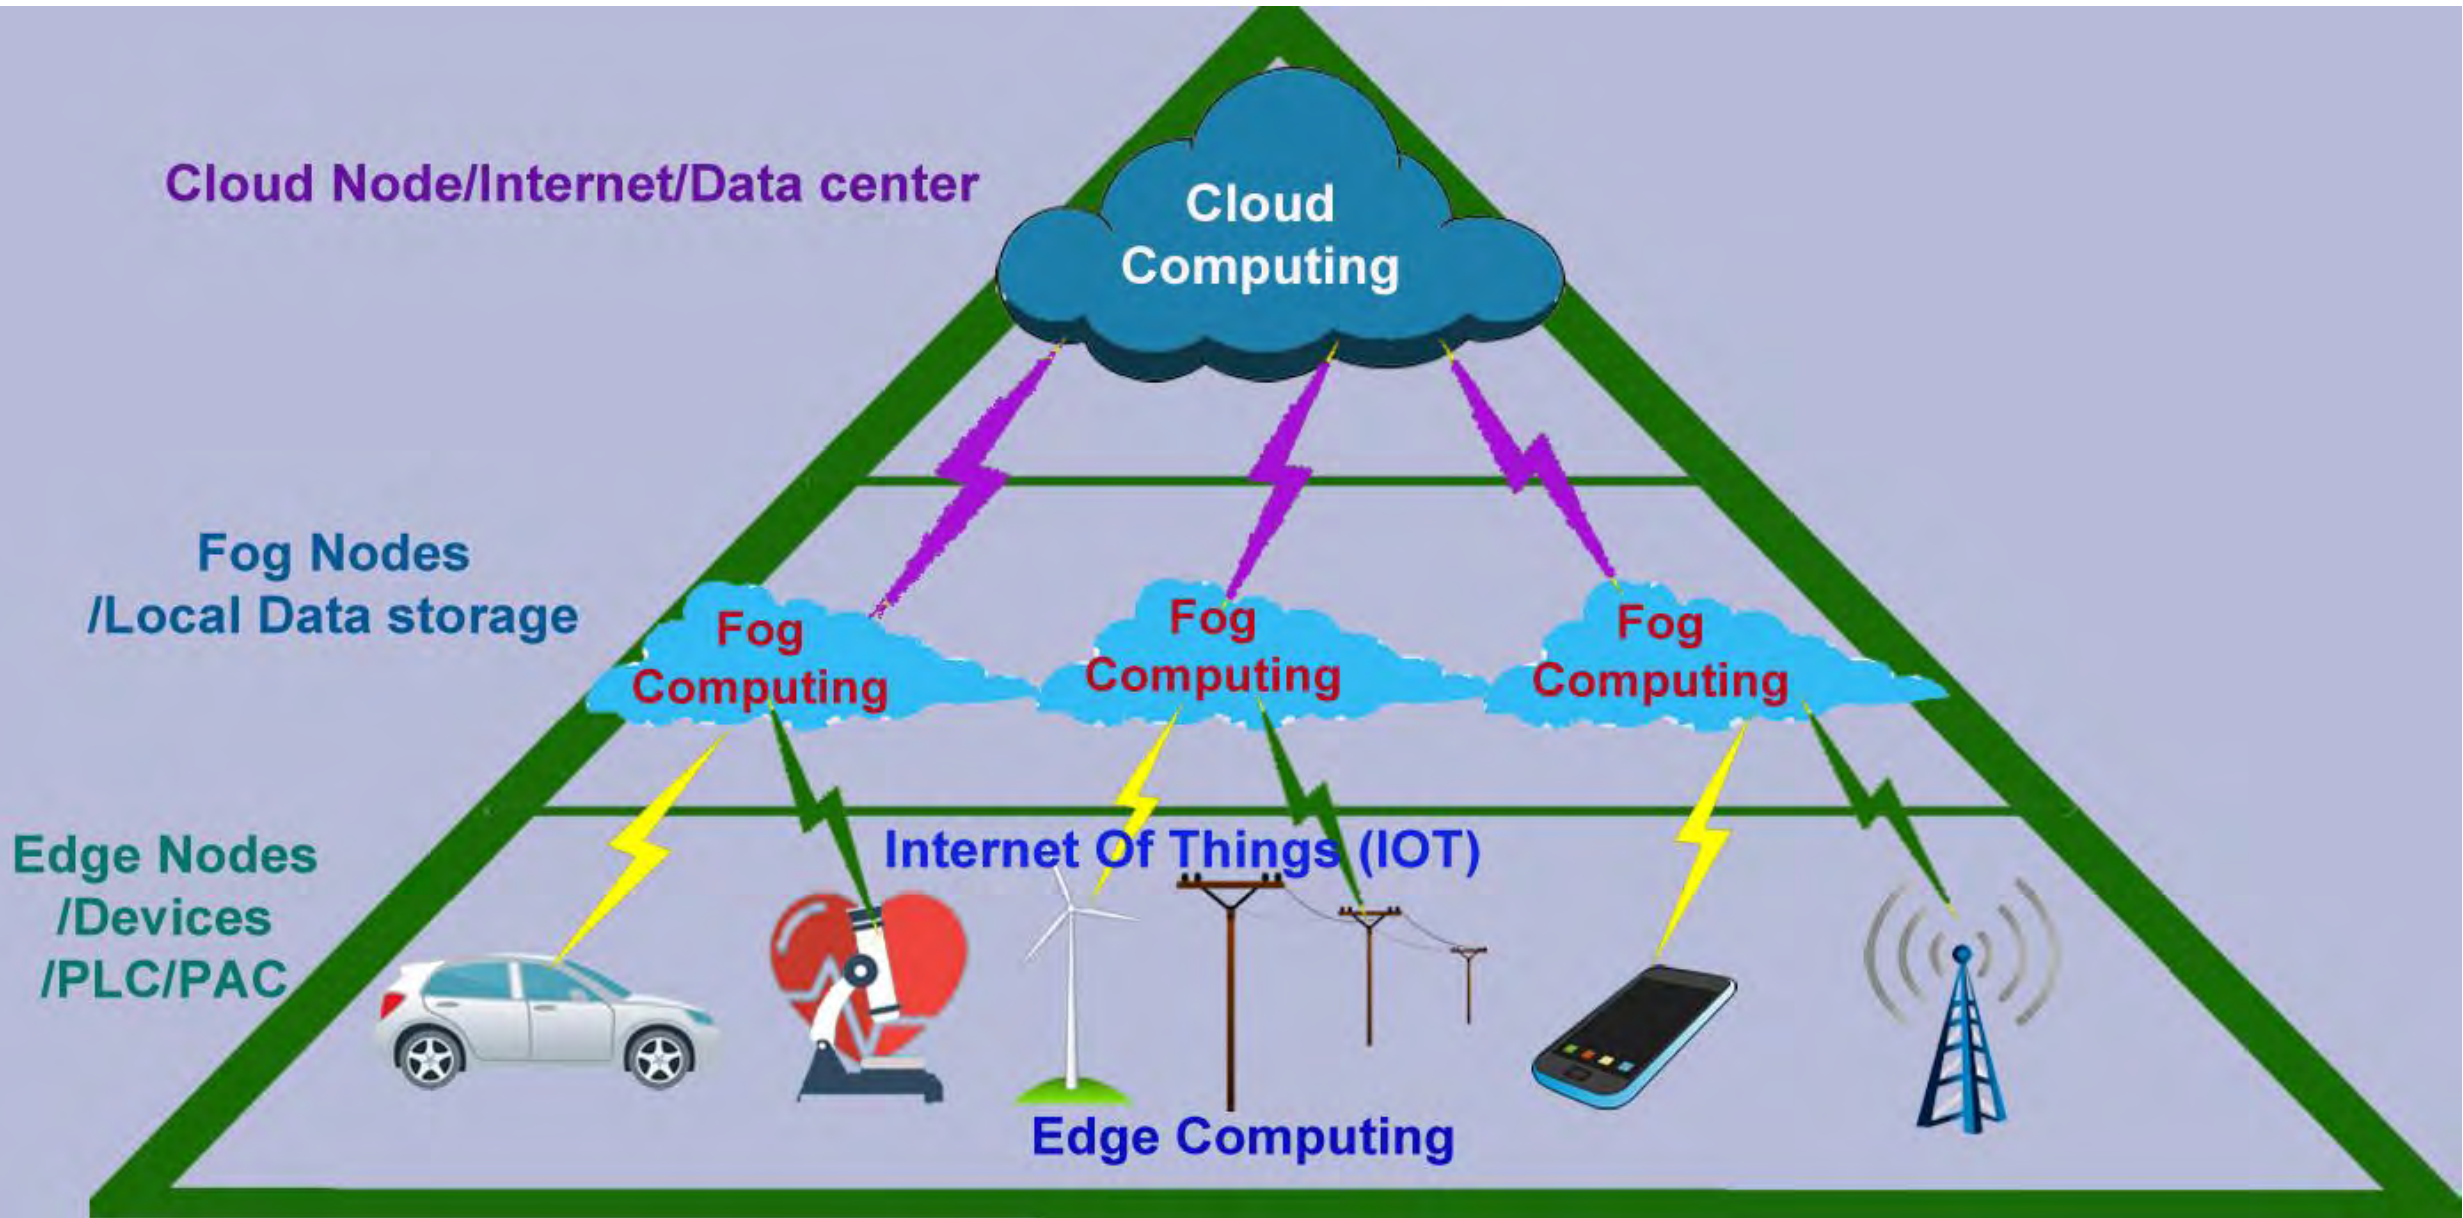 Cloud Node/Internet/Data center
Cloud
Computing
Fog Nodes
/Local Data storage
Fog
Computing
Fog
Computing
Fog
Computing
Edge Nodes
/Devices
/PLC/PAC
Internet Of Things (IOT)
Edge Computing